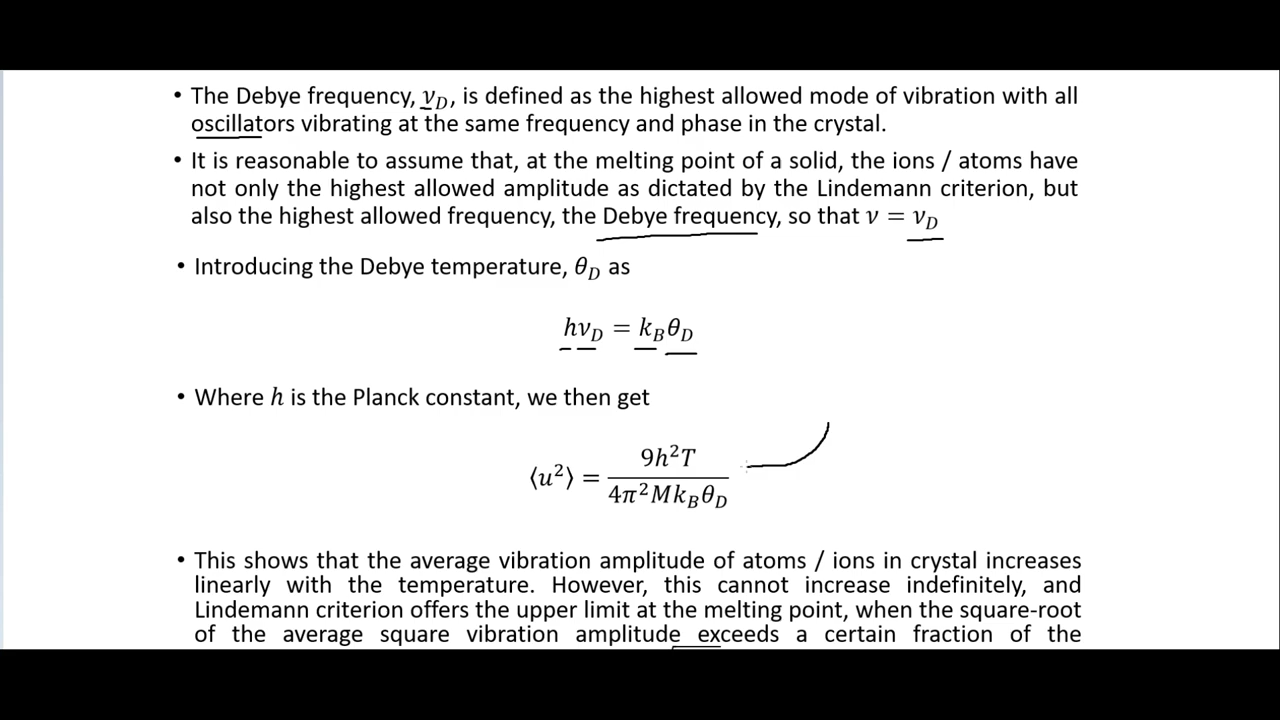 • The Debye frequency, ν_D, is defined as the highest allowed mode of vibration with all
oscillators vibrating at the same frequency and phase in the crystal.
• It is reasonable to assume that, at the melting point of a solid, the ions / atoms have
not only the highest allowed amplitude as dictated by the Lindemann criterion, but
also the highest allowed frequency, the Debye frequency, so that ν = ν_D
• Introducing the Debye temperature, θ_D as
hν_D = k_Bθ_D
• Where h is the Planck constant, we then get
⟨u²⟩ = 9h²T / 4π²Mk_Bθ_D
• This shows that the average vibration amplitude of atoms / ions in crystal increases
linearly with the temperature. However, this cannot increase indefinitely, and
Lindemann criterion offers the upper limit at the melting point, when the square-root
of the average square vibration amplitude exceeds a certain fraction of the